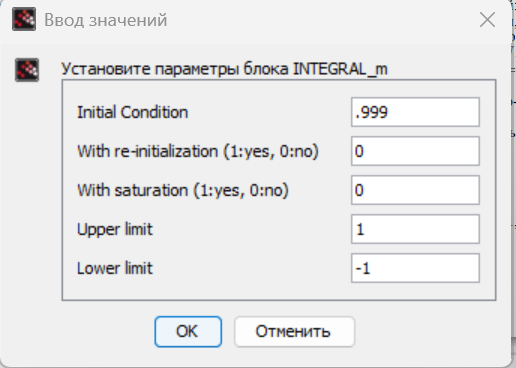 Ввод значений
Установите параметры блока INTEGRAL_m
Initial Condition .999
With re-initialization (1:yes, 0:no) 0
With saturation (1:yes, 0:no) 0
Upper limit 1
Lower limit -1
OK Отменить